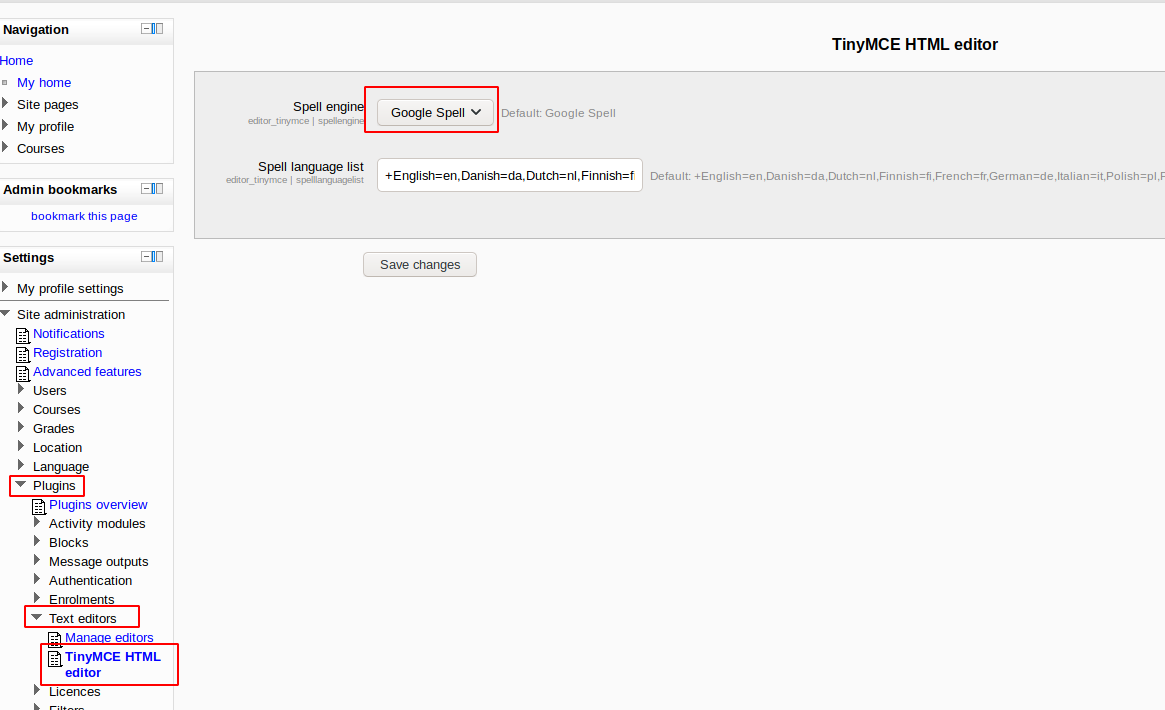 Navigation
Home
My home
Site pages
My profile
Courses
Admin bookmarks
bookmark this page
Settings
My profile settings
Site administration
Notifications
Registration
Advanced features
Users
Courses
Grades
Location
Language
Plugins
Plugins overview
Activity modules
Blocks
Message outputs
Authentication
Enrolments
Text editors
Manage editors
TinyMCE HTML
editor
Licences
TinyMCE HTML editor
Spell engine
editor_tinymce | spellengine
Google Spell
Default: Google Spell
Spell language list
editor_tinymce | spelllanguagelist
+English=en,Danish=da,Dutch=nl,Finnish=f
Default: +English=en,Danish=da,Dutch=nl,Finnish=fi,French=fr,German=de,Italian=it,Polish=pl,
Save changes